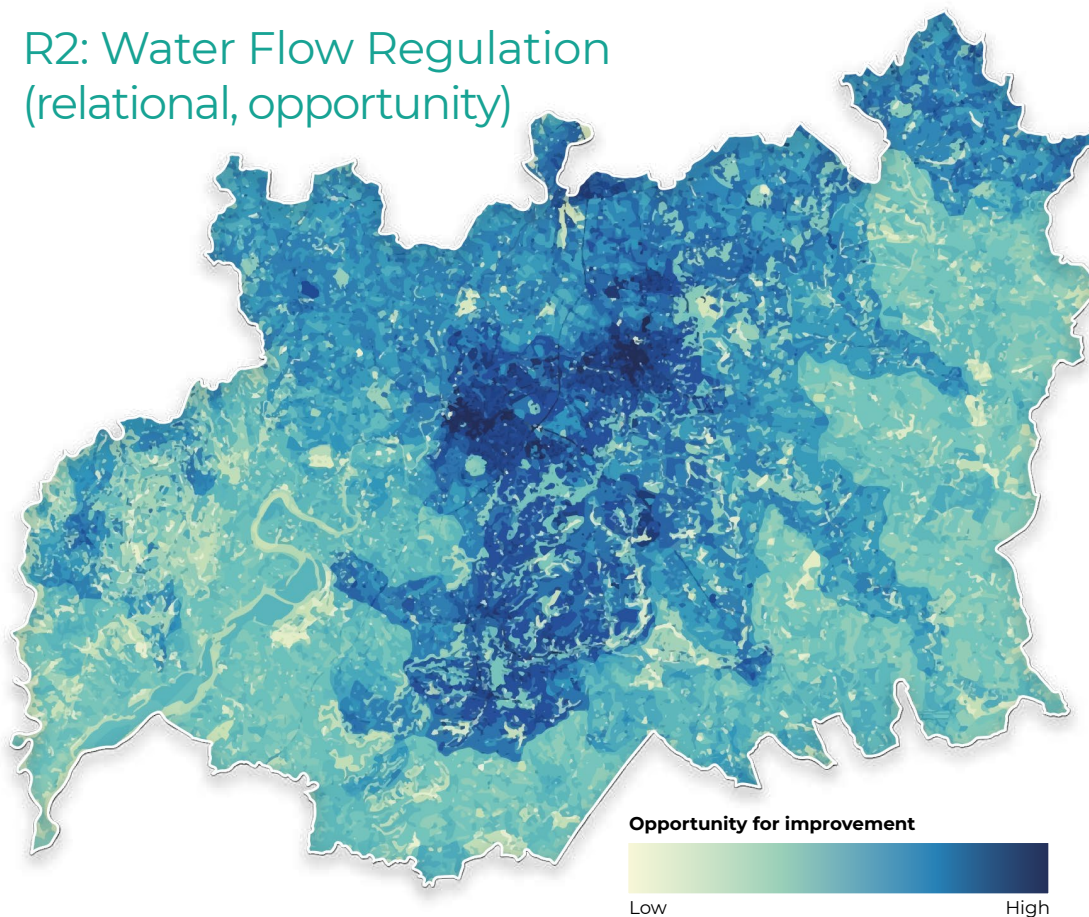 R2: Water Flow Regulation
(relational, opportunity)
Opportunity for improvement
Low High